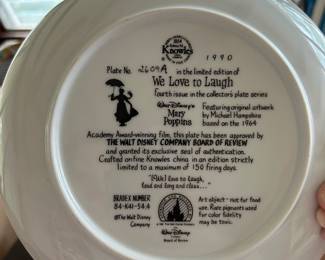 1854
Knowles
1990
Plate No. 2609A in the limited edition of
We Love to Laugh
fourth issue in the collector's plate series
Walt Disney's
Mary
Poppins
Featuring original artwork
by Michael Hampshire
based on the 1964
Academy Award-winning film, this plate has been approved by
THE WALT DISNEY COMPANY BOARD OF REVIEW
and granted its exclusive seal of authentication.
Crafted on fine Knowles china in an edition strictly
limited to a maximum of 150 firing days.
love to laugh,
loud and long and clear..."
BRADEX NUMBER
84-K41-54.4
©The Walt Disney
Company
The
Walt Disney
Company
Board of Review
Art object - not for food
use. Rare pigments used
for color fidelity
may be toxic.